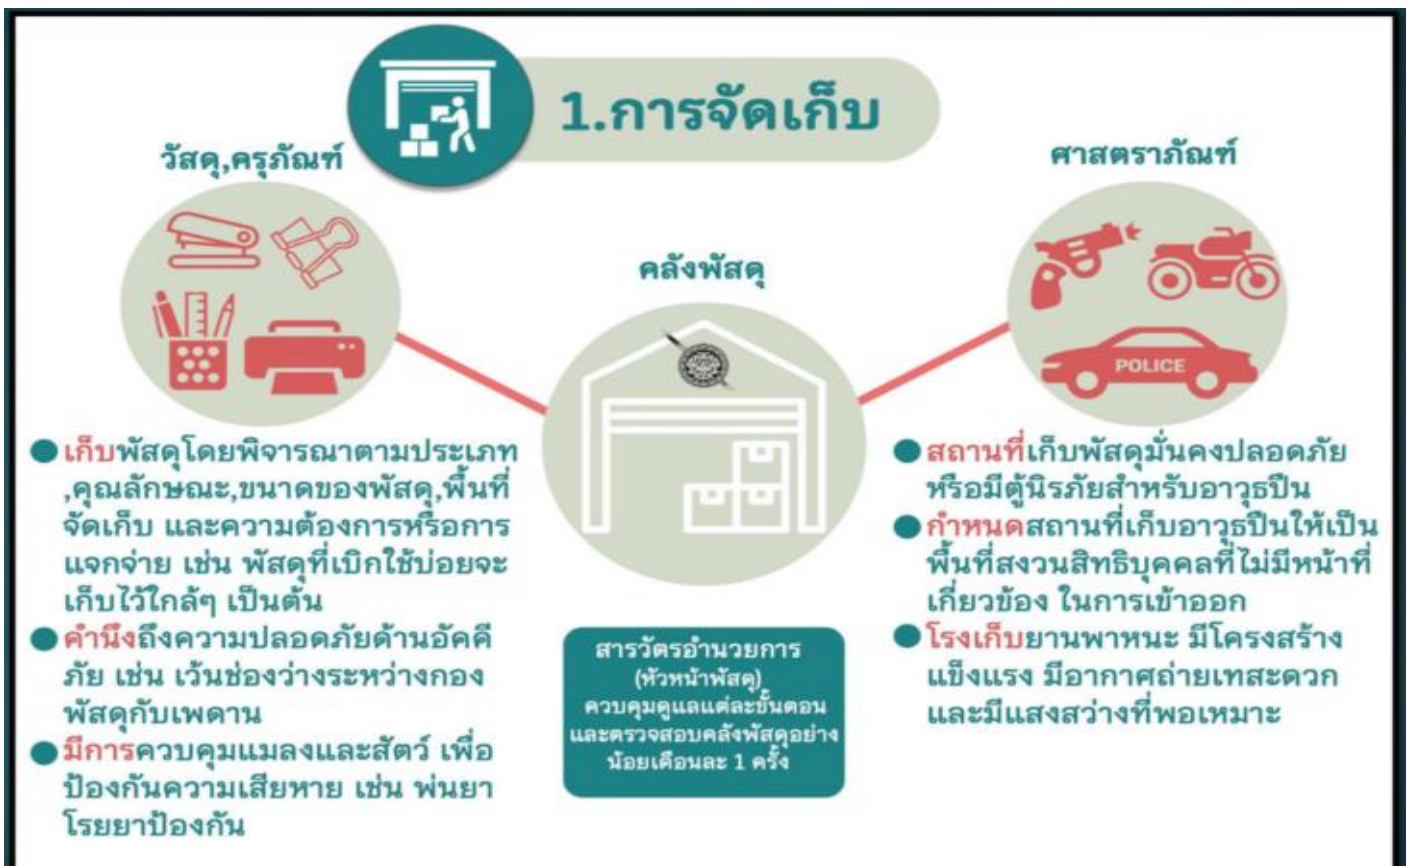 1.การจัดเก็บ
วัสดุ,ครุภัณฑ์
เก็บพัสดุโดยพิจารณาตามประเภท
,คุณลักษณะ,ขนาดของพัสดุ,พื้นที่
จัดเก็บ และความต้องการหรือการ
แจกจ่าย เช่น พัสดุที่เบิกใช้บ่อยจะ
เก็บไว้ใกล้ๆ เป็นต้น
คำนึงถึงความปลอดภัยด้านอัคคี
ภัย เช่น เว้นช่องว่างระหว่างกอง
พัสดุกับเพดาน
มีการควบคุมแมลงและสัตว์ เพื่อ
ป้องกันความเสียหาย เช่น พ่นยา
โรยยาป้องกัน
คลังพัสดุ
สารวัตรอำนวยการ
(หัวหน้าพัสดุ)
ควบคุมดูแลแต่ละขั้นตอน
และตรวจสอบคลังพัสดุอย่าง
น้อยเดือนละ 1 ครั้ง
ศาสตราภัณฑ์
POLICE
สถานที่เก็บพัสดุมั่นคงปลอดภัย
หรือมีตู้นิรภัยสำหรับอาวุธปืน
กำหนดสถานที่เก็บอาวุธปืนให้เป็น
พื้นที่สงวนสิทธิบุคคลที่ไม่มีหน้าที่
เกี่ยวข้อง ในการเข้าออก
โรงเก็บยานพาหนะ มีโครงสร้าง
แข็งแรง มีอากาศถ่ายเทสะดวก
และมีแสงสว่างที่พอเหมาะ